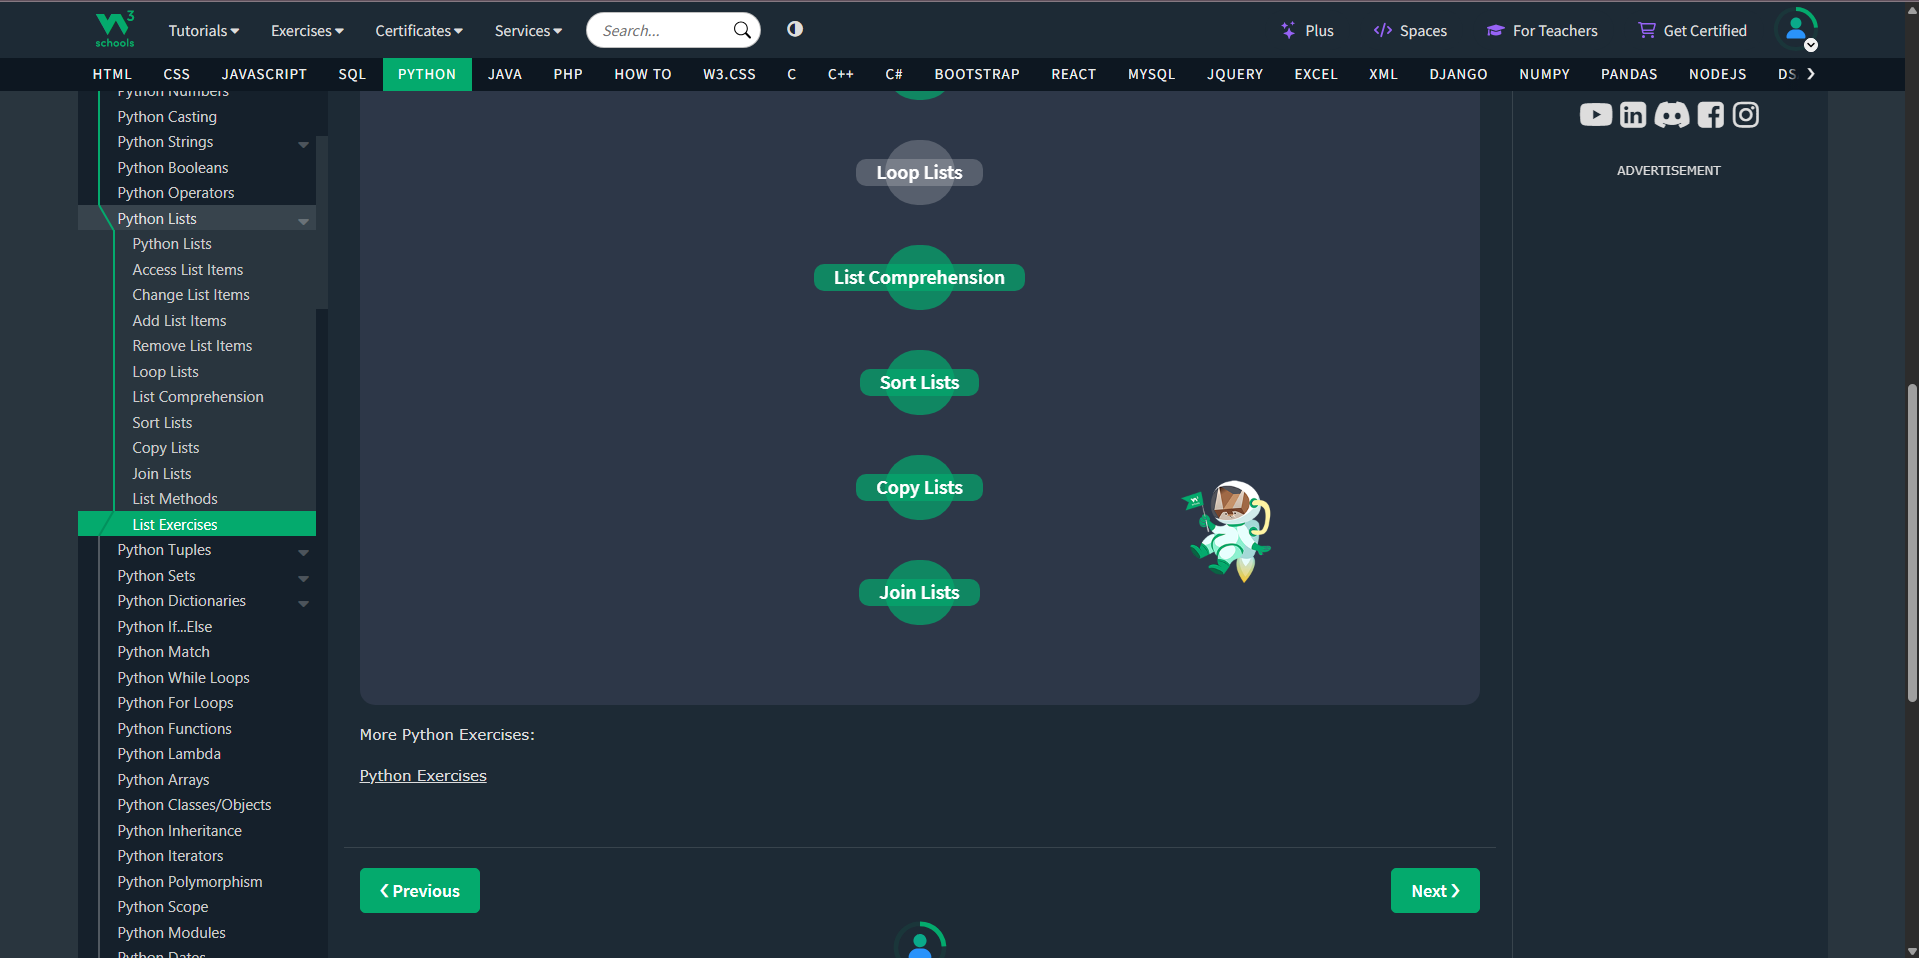 3
schools
Tutorials
Exercises
Certificates
Services
Search...
Plus
</> Spaces
For Teachers
Get Certified
HTML CSS JAVASCRIPT SQL PYTHON JAVA PHP HOW TO W3.CSS C C++ C# BOOTSTRAP REACT MYSQL JQUERY EXCEL XML DJANGO NUMPY PANDAS NODEJS DS
Python Numbers
Python Casting
Python Strings
Python Booleans
Python Operators
Python Lists
Python Lists
Access List Items
Change List Items
Add List Items
Remove List Items
Loop Lists
List Comprehension
Sort Lists
Copy Lists
Join Lists
List Methods
List Exercises
Python Tuples
Python Sets
Python Dictionaries
Python If...Else
Python Match
Python While Loops
Python For Loops
Python Functions
Python Lambda
Python Arrays
Python Classes/Objects
Python Inheritance
Python Iterators
Python Polymorphism
Python Scope
Python Modules
Python Dates
Loop Lists
List Comprehension
Sort Lists
Copy Lists
Join Lists
More Python Exercises:
Python Exercises
❮ Previous
Next ❯
ADVERTISEMENT